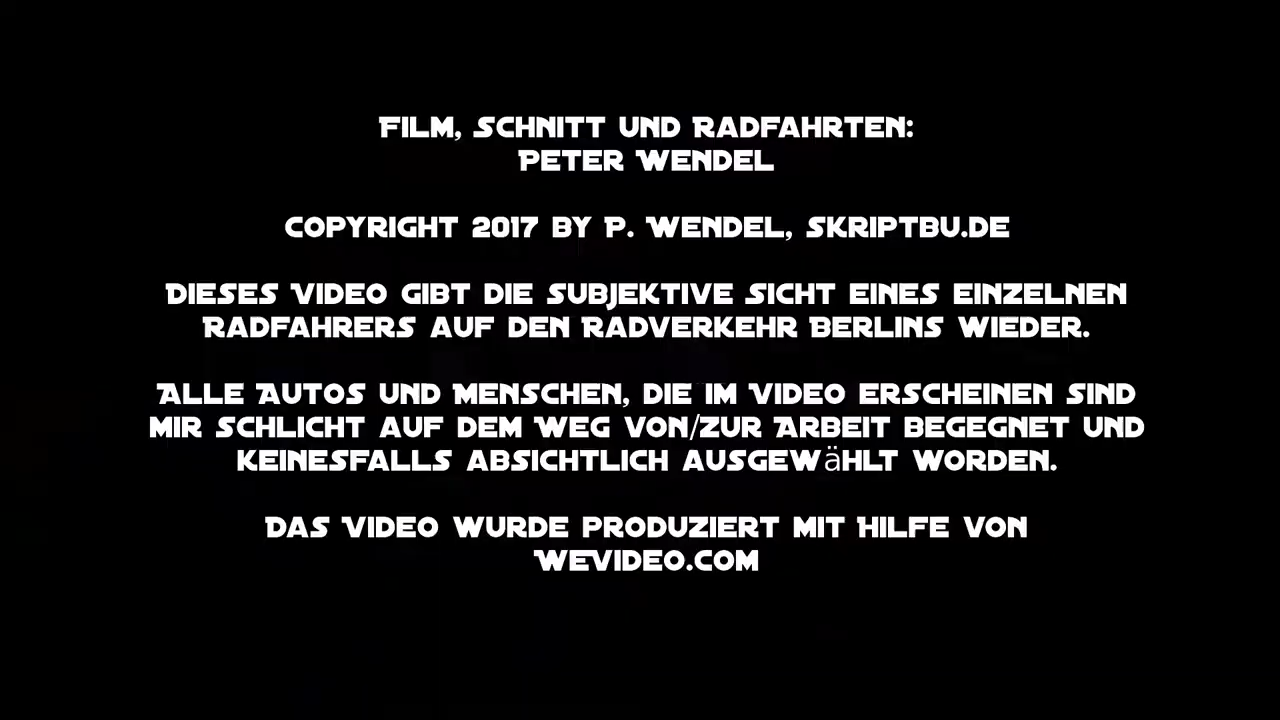 Film, Schnitt und Radfahrten:
Peter Wendel
Copyright 2017 by P. Wendel, skriptbu.de
Dieses Video gibt die subjektive Sicht eines einzelnen
Radfahrers auf den Radverkehr Berlins wieder.
Alle Autos und Menschen, die im Video erscheinen sind
mir schlicht auf dem Weg von/zur Arbeit begegnet und
keinesfalls absichtlich ausgewählt worden.
Das Video wurde produziert mit Hilfe von
WeVideo.com